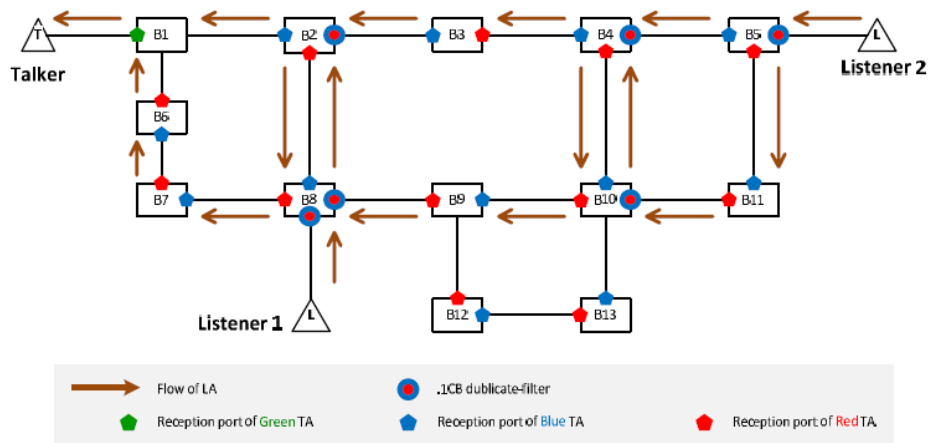 T
B1
B2
B3
B4
B5
L
Talker
Listener 2
B6
B7
B8
B9
B10
B11
L
Listener 1
B12
B13
Flow of LA
.1CB dublicate-filter
Reception port of Green TA
Reception port of Blue TA
Reception port of Red TA